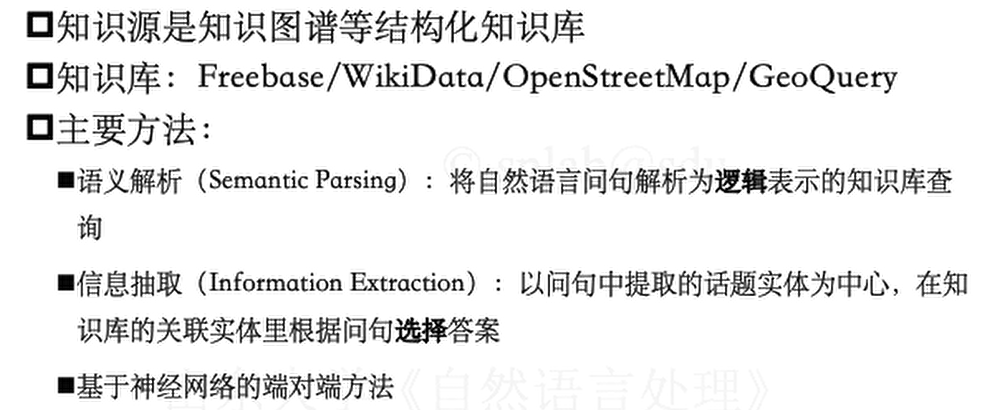 知识源是知识图谱等结构化知识库
知识库：Freebase/WikiData/OpenStreetMap/GeoQuery
主要方法：
语义解析（Semantic Parsing）：将自然语言问句解析为逻辑表示的知识库查
询
信息抽取（Information Extraction）：以问句中提取的话题实体为中心，在知
识库的关联实体里根据问句选择答案
基于神经网络的端对端方法
《自然语言处理》